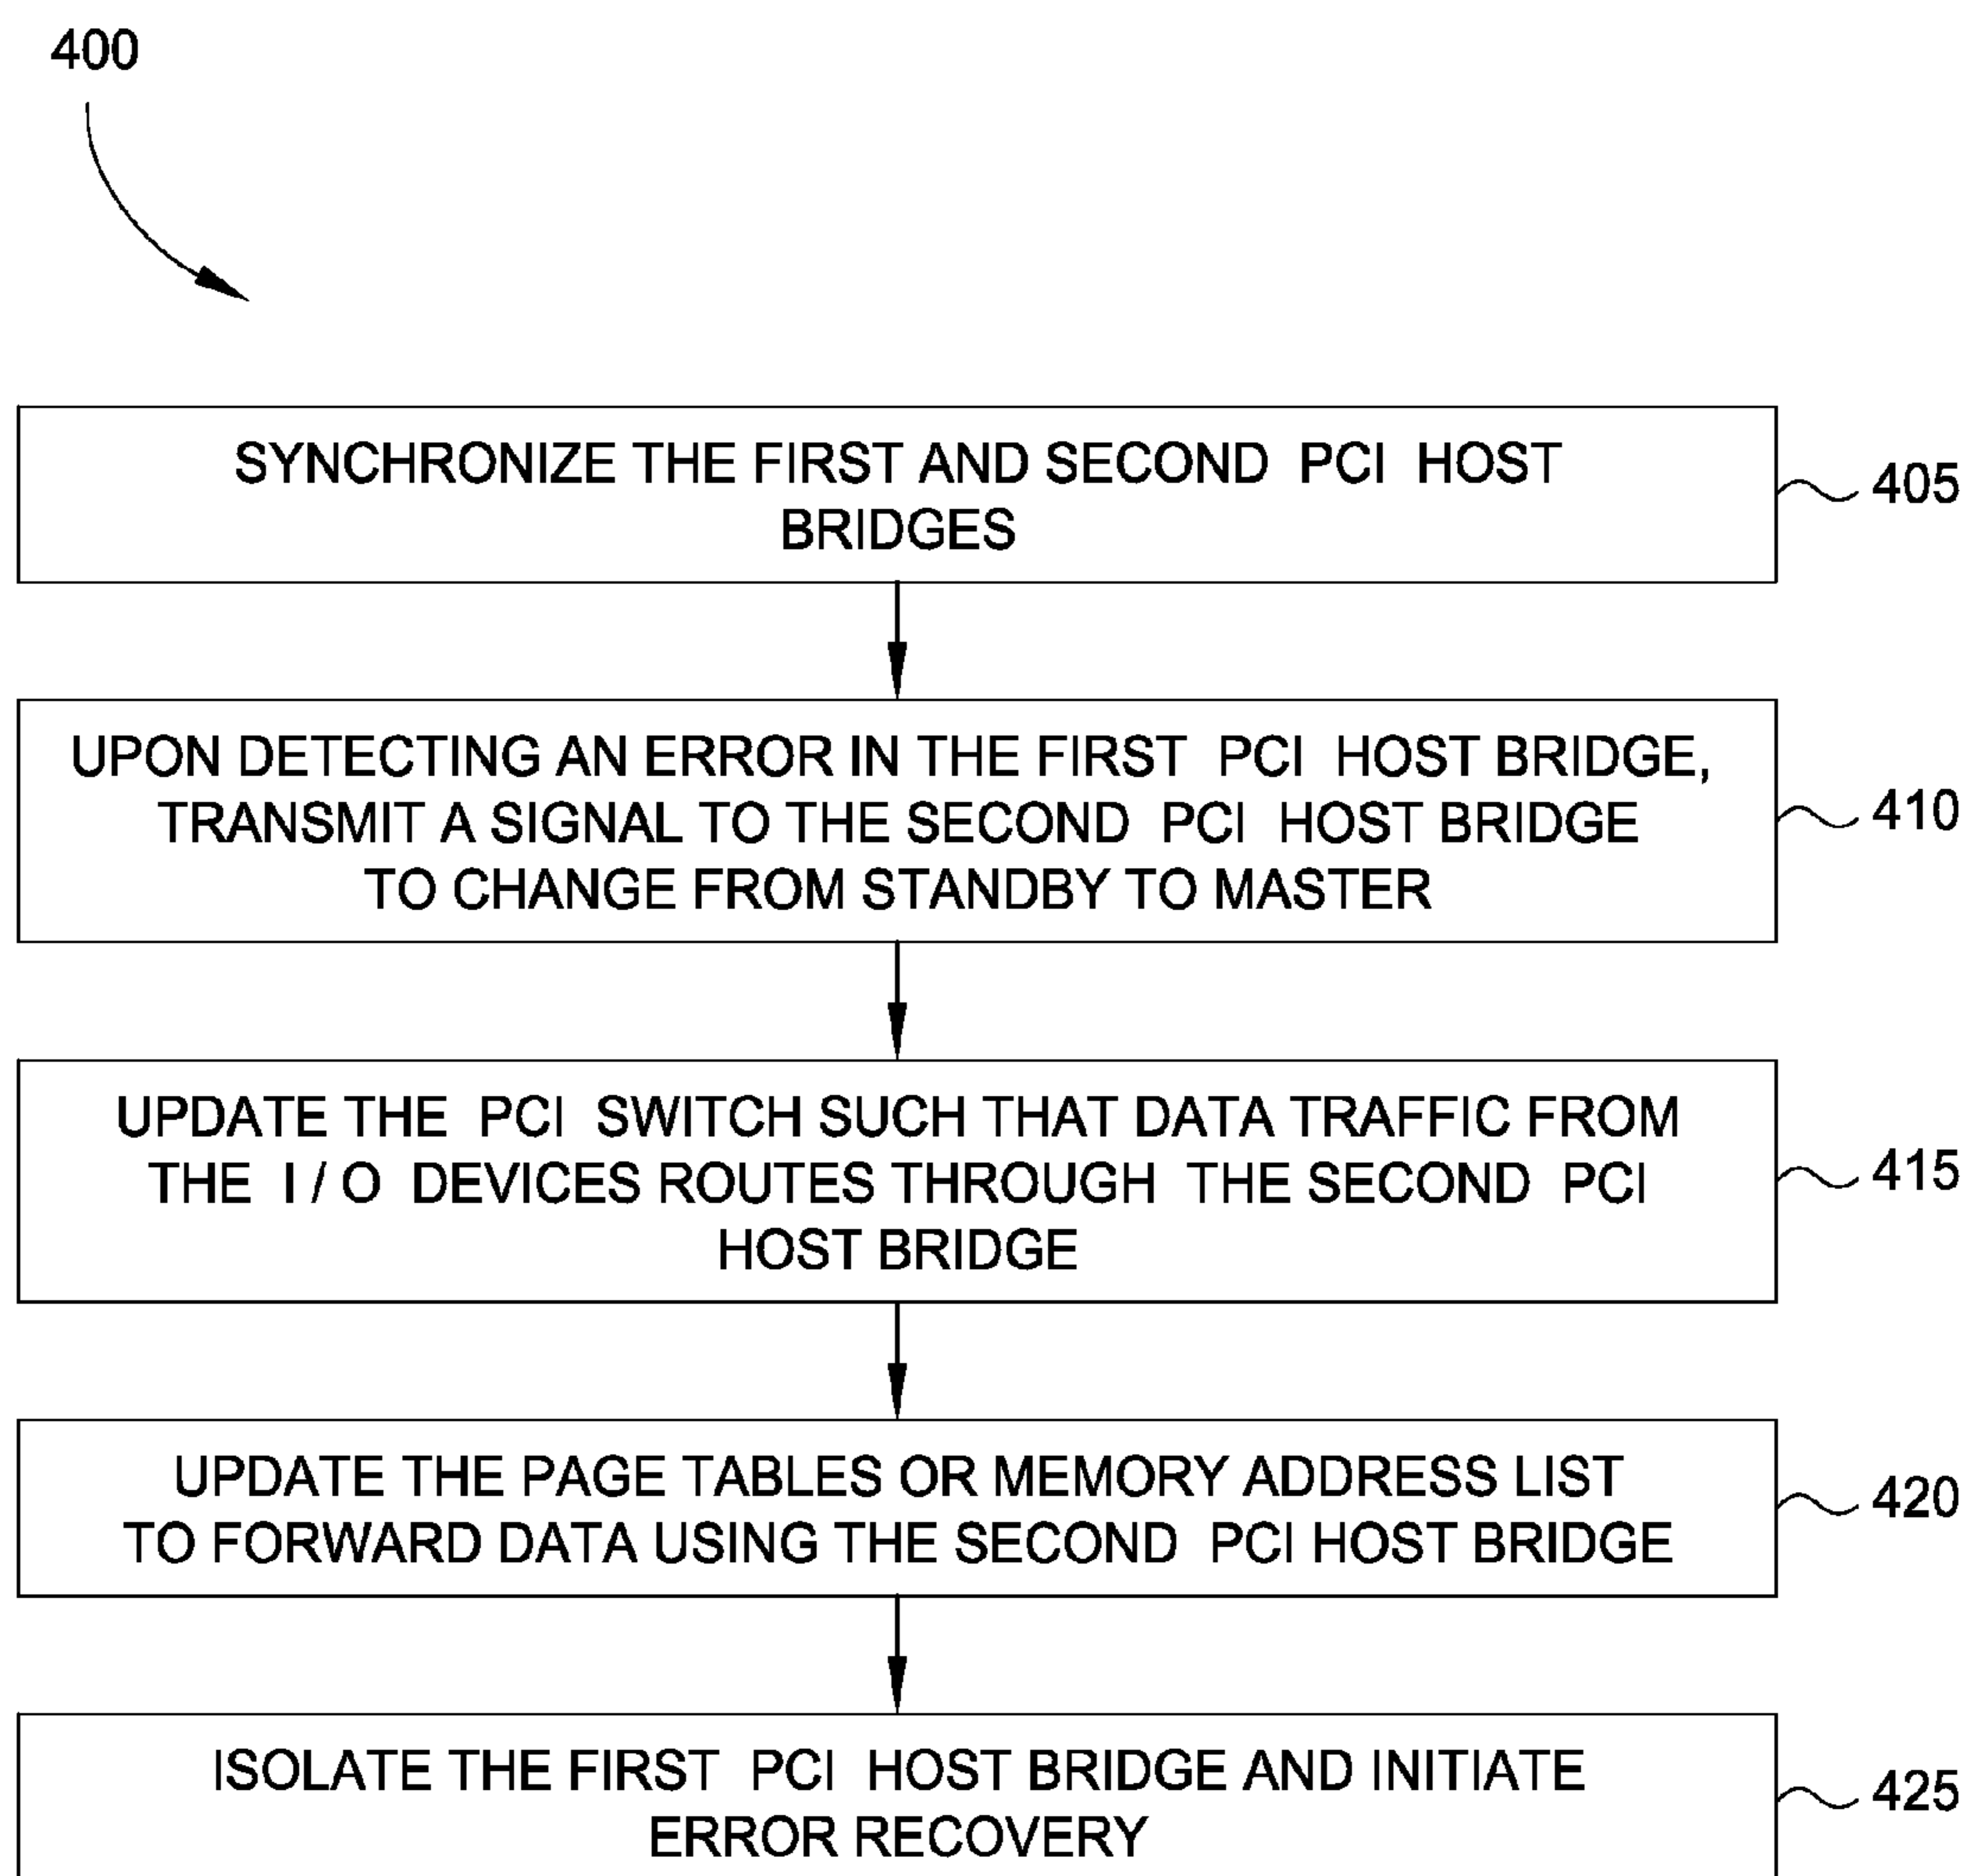 400
SYNCHRONIZE THE FIRST AND SECOND PCI HOST
BRIDGES
405
UPON DETECTING AN ERROR IN THE FIRST PCI HOST BRIDGE,
TRANSMIT A SIGNAL TO THE SECOND PCI HOST BRIDGE
TO CHANGE FROM STANDBY TO MASTER
410
UPDATE THE PCI SWITCH SUCH THAT DATA TRAFFIC FROM
THE I / O DEVICES ROUTES THROUGH THE SECOND PCI
HOST BRIDGE
415
UPDATE THE PAGE TABLES OR MEMORY ADDRESS LIST
TO FORWARD DATA USING THE SECOND PCI HOST BRIDGE
420
ISOLATE THE FIRST PCI HOST BRIDGE AND INITIATE
ERROR RECOVERY
425